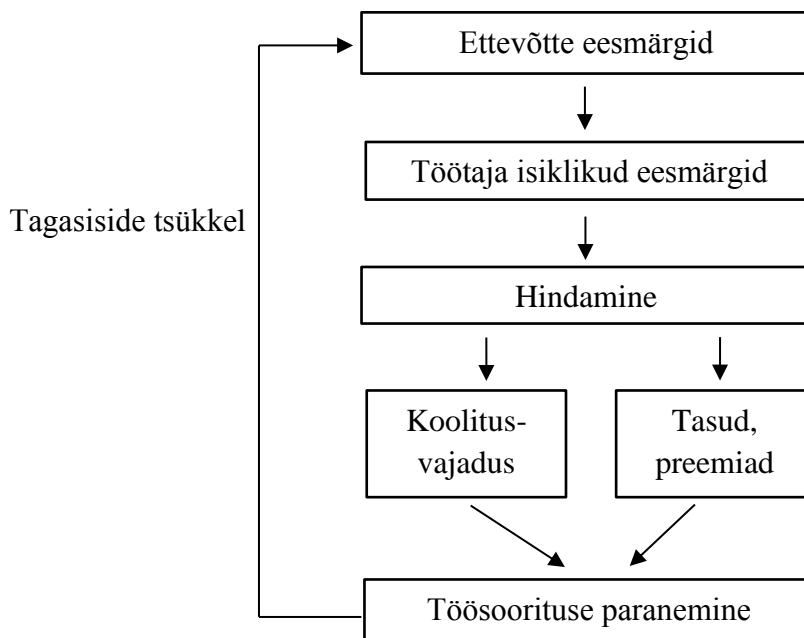 Ettevõtte eesmärgid
Töötaja isiklikud eesmärgid
Tagasiside tsükkel
Hindamine
Koolitus-
vajadus
Tasud,
preemiad
Töösoorituse paranemine